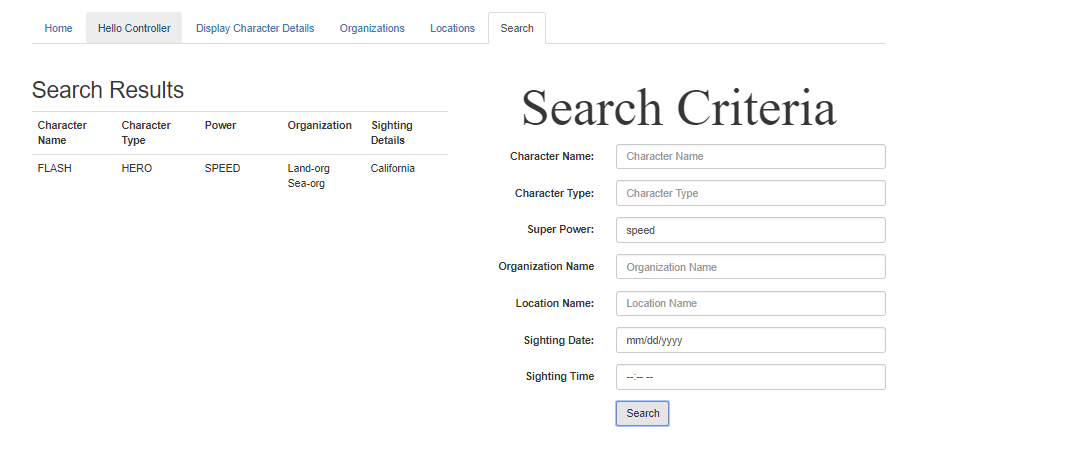 Home Hello Controller Display Character Details Organizations Locations Search
Search Results
Character Name Character Type Power Organization Sighting Details
FLASH HERO SPEED Land-org California
Sea-org
Search Criteria
Character Name: Character Name
Character Type: Character Type
Super Power: speed
Organization Name Organization Name
Location Name: Location Name
Sighting Date: mm/dd/yyyy
Sighting Time --:-- --
Search